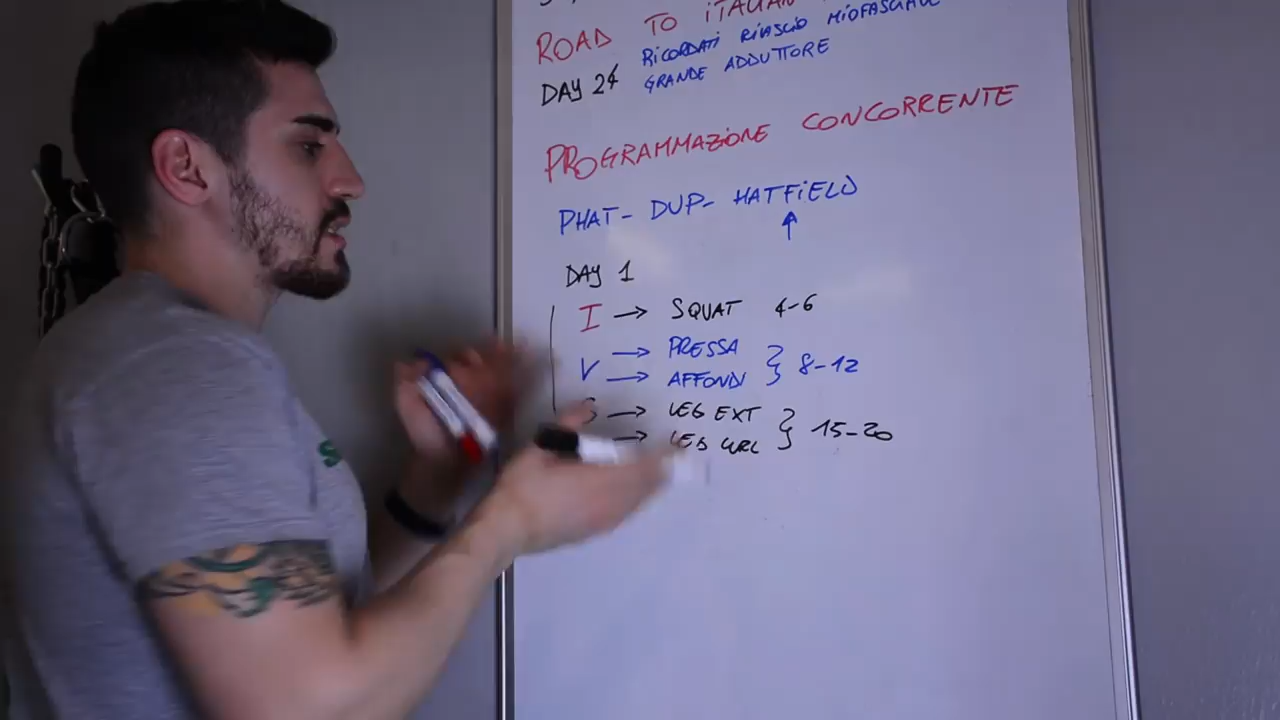 ROAD TO ITALIAN
RICORDATI RILASCIO MIOFASCIALE
DAY 24 GRANDE ADDUTTORE
PROGRAMMAZIONE CONCORRENTE
PHAT- DUP- HATFIELD
↑
DAY 1
I → SQUAT 4-6
V → PRESSA
→ AFFONDI } 8-12
→ LEG EXT
→ LEG CURL } 15-20